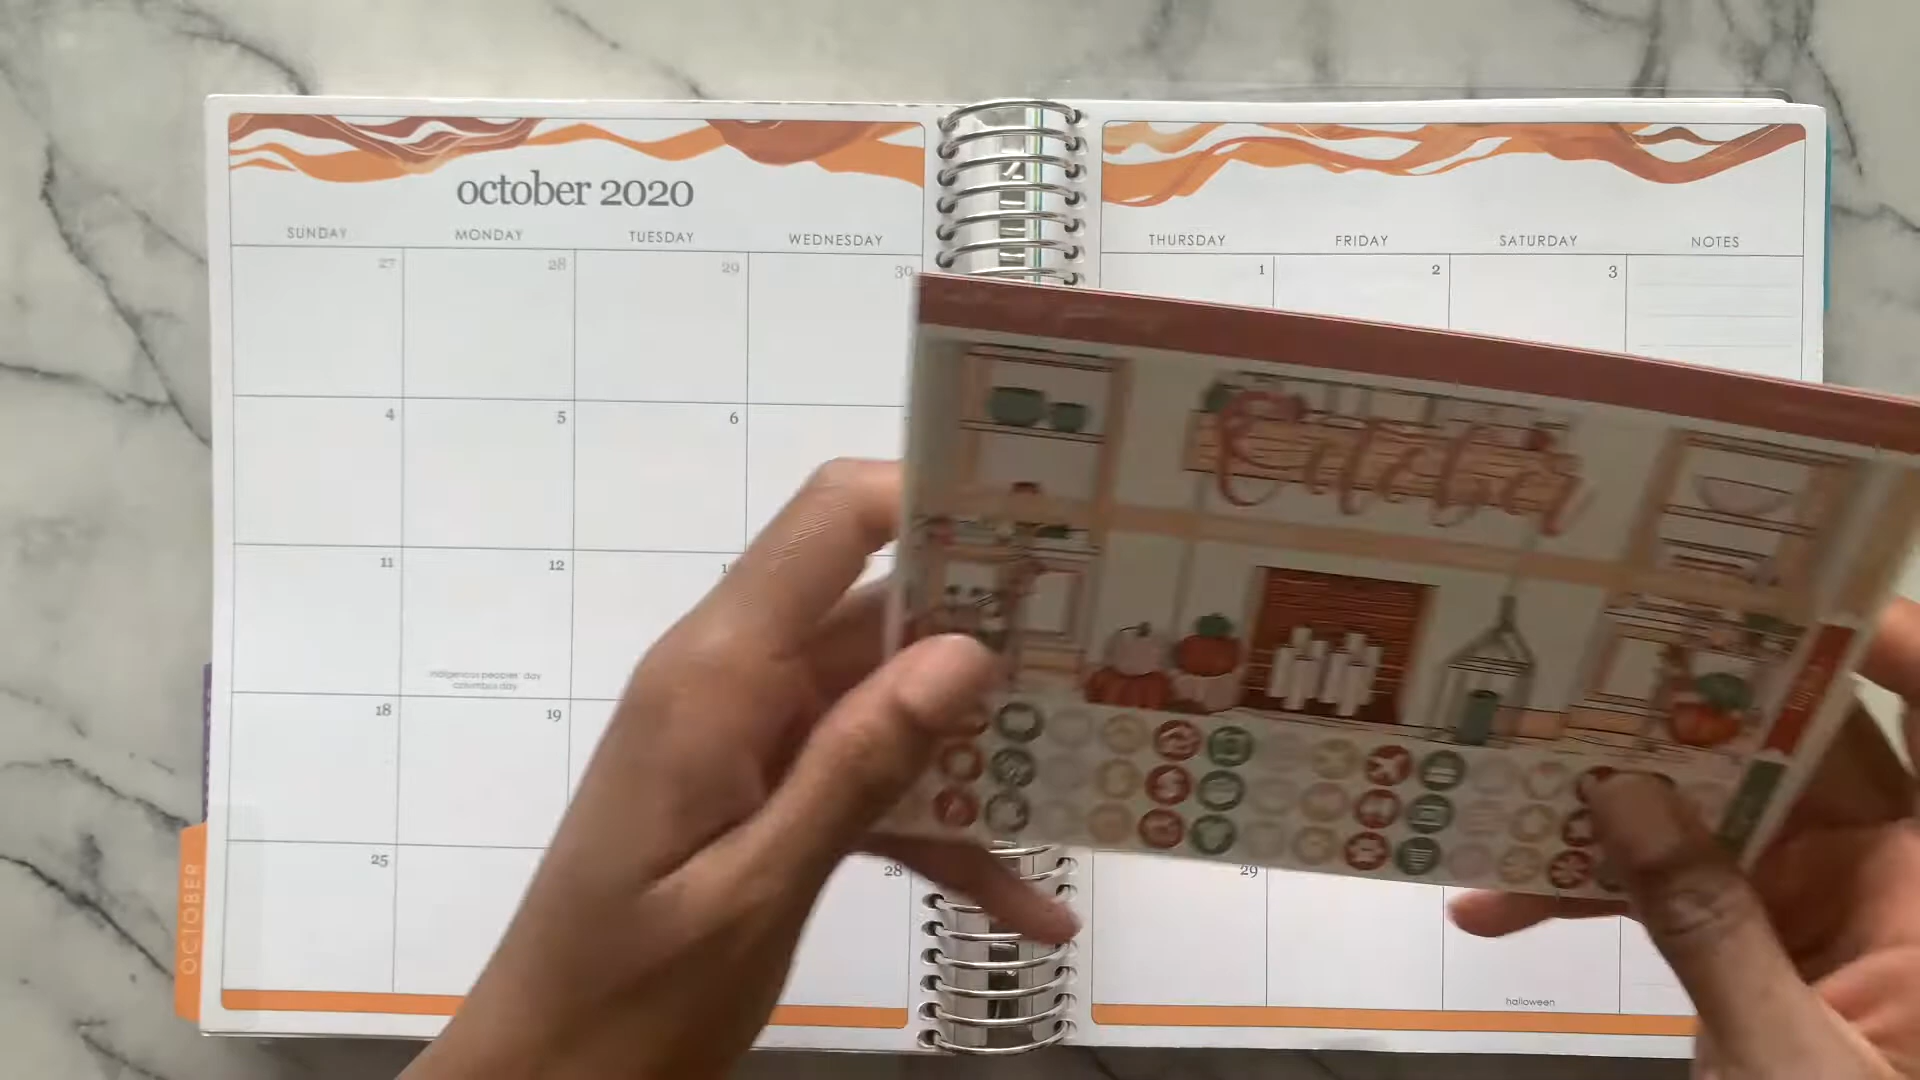 october 2020
SUNDAY MONDAY TUESDAY WEDNESDAY THURSDAY FRIDAY SATURDAY NOTES
27 28 29 30 1 2 3
4 5 6
October
11 12
indigenous peoples' day
columbus day
18 19
25 28 29
halloween
OCTOBER